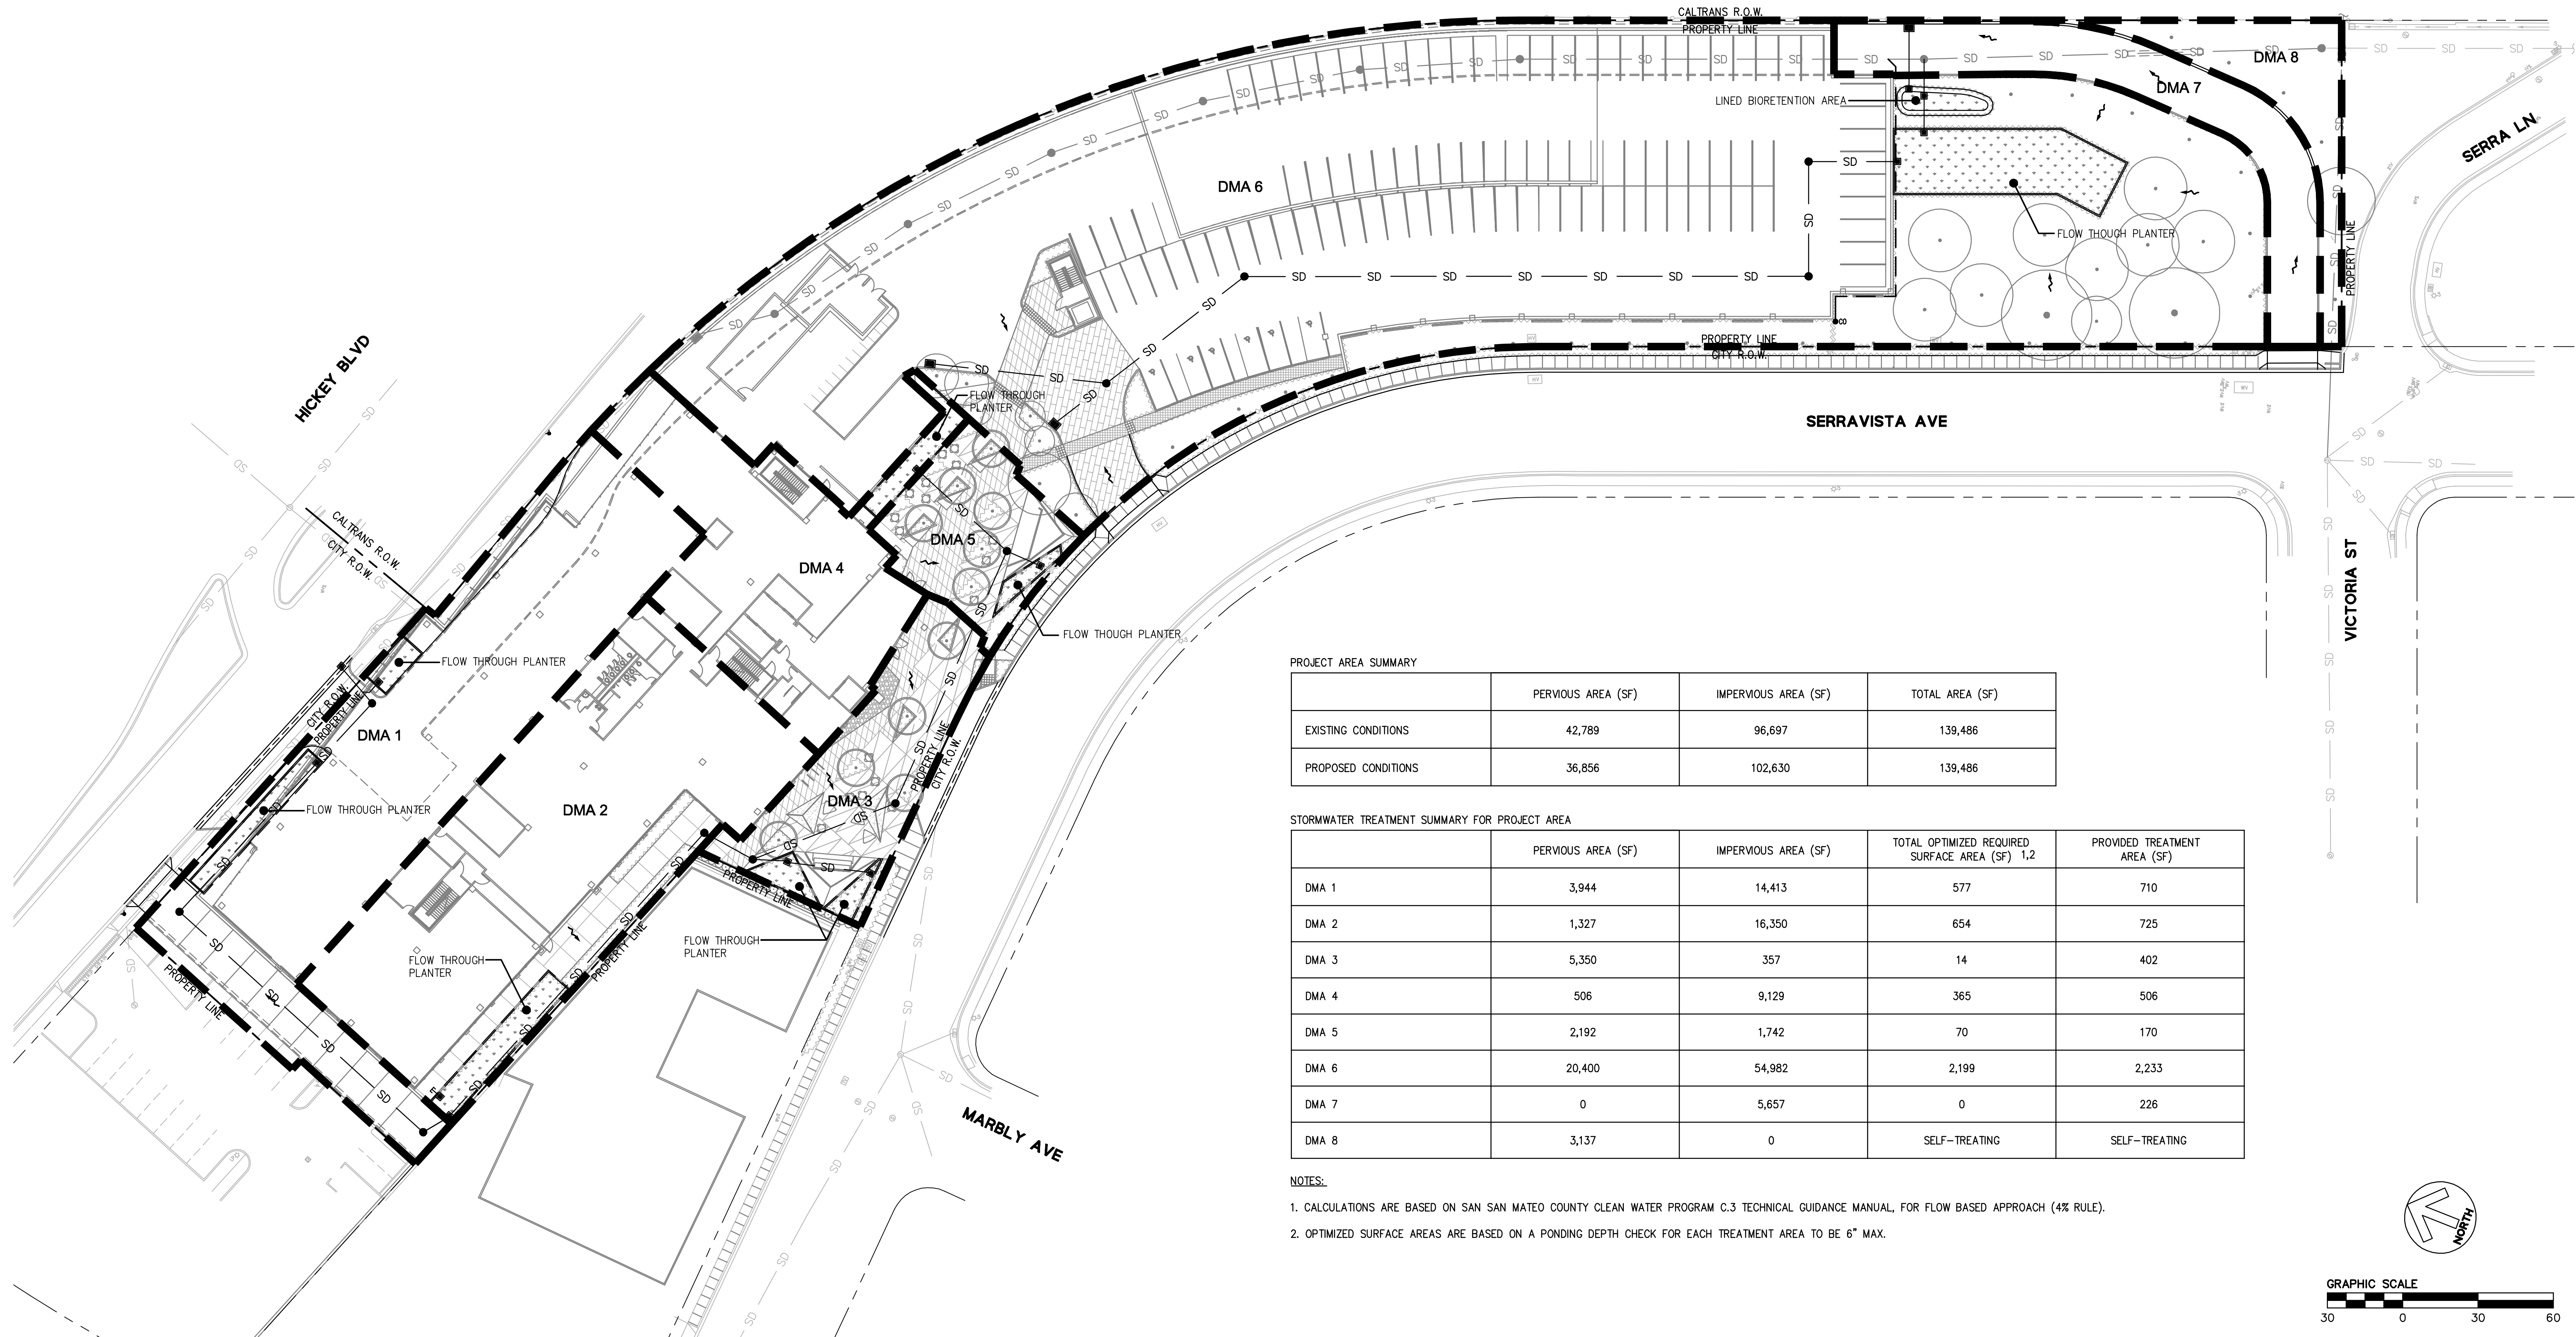 CALTRANS R.O.W.
PROPERTY LINE
DMA 8
DMA 7
LINED BIORETENTION AREA
SERRA LN
DMA 6
FLOW THOUGH PLANTER
PROPERTY LINE
PROPERTY LINE
CITY R.O.W.
CO
HICKEY BLVD
FLOW THROUGH
PLANTER
SERRAVISTA AVE
CALTRANS R.O.W.
CITY R.O.W.
DMA 5
DMA 4
VICTORIA ST
FLOW THOUGH PLANTER
FLOW THROUGH PLANTER
CITY R.O.W.
PROPERTY LINE
DMA 1
PROPERTY LINE
CITY R.O.W.
FLOW THROUGH PLANTER
DMA 2
DMA 3
PROPERTY LINE
FLOW THROUGH
PLANTER
FLOW THROUGH
PLANTER
PROPERTY LINE
PROPERTY LINE
MARBLY AVE
SD
PROJECT AREA SUMMARY
PERVIOUS AREA (SF) IMPERVIOUS AREA (SF) TOTAL AREA (SF)
EXISTING CONDITIONS 42,789 96,697 139,486
PROPOSED CONDITIONS 36,856 102,630 139,486
STORMWATER TREATMENT SUMMARY FOR PROJECT AREA
PERVIOUS AREA (SF) IMPERVIOUS AREA (SF) TOTAL OPTIMIZED REQUIRED SURFACE AREA (SF) 1,2 PROVIDED TREATMENT AREA (SF)
DMA 1 3,944 14,413 577 710
DMA 2 1,327 16,350 654 725
DMA 3 5,350 357 14 402
DMA 4 506 9,129 365 506
DMA 5 2,192 1,742 70 170
DMA 6 20,400 54,982 2,199 2,233
DMA 7 0 5,657 0 226
DMA 8 3,137 0 SELF-TREATING SELF-TREATING
NOTES:
1. CALCULATIONS ARE BASED ON SAN SAN MATEO COUNTY CLEAN WATER PROGRAM C.3 TECHNICAL GUIDANCE MANUAL, FOR FLOW BASED APPROACH (4% RULE).
2. OPTIMIZED SURFACE AREAS ARE BASED ON A PONDING DEPTH CHECK FOR EACH TREATMENT AREA TO BE 6" MAX.
NORTH
GRAPHIC SCALE
30 0 30 60